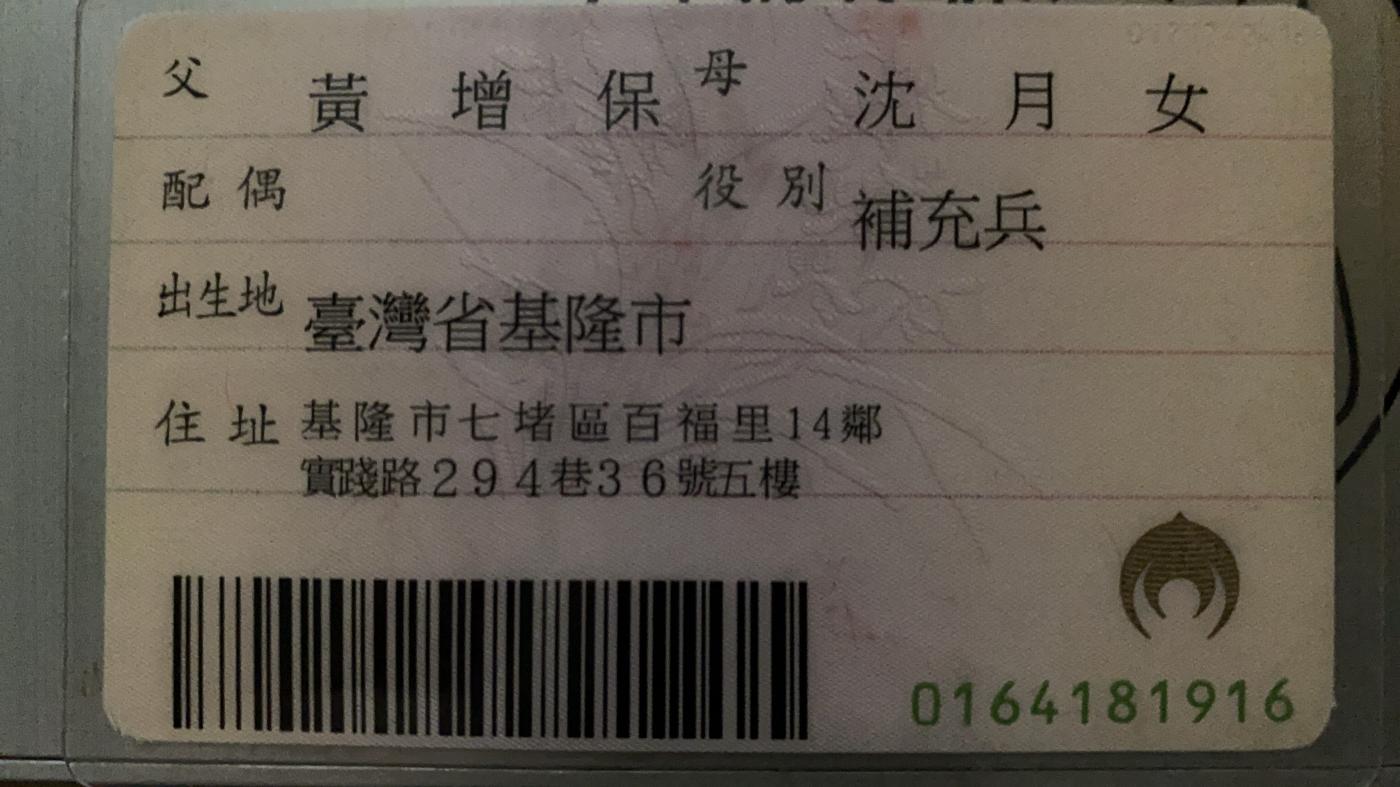 父 黃增保 母 沈月女
配偶 役別 補充兵
出生地 臺灣省基隆市
住址 基隆市七堵區百福里14鄰
實踐路294巷36號五樓
0164181916